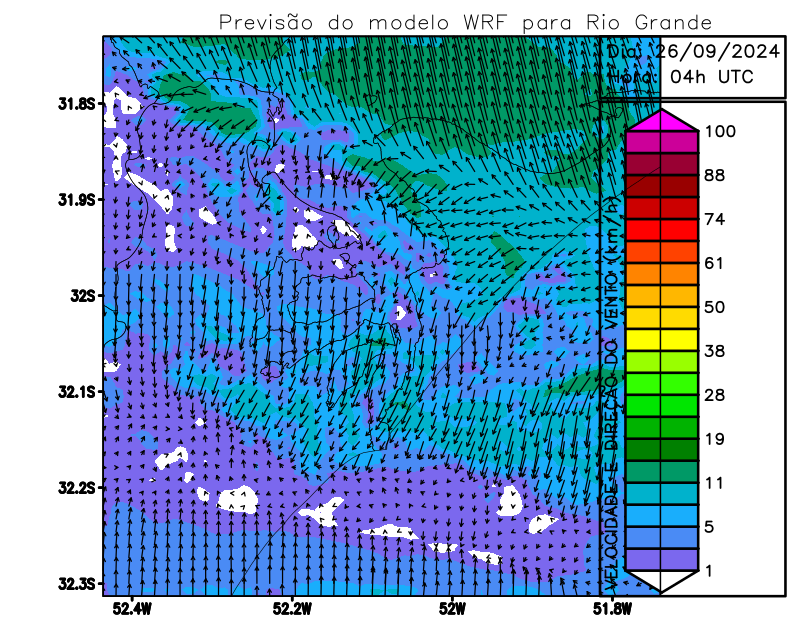 Previsão do modelo WRF para Rio Grande
Dia: 26/09/2024
Hora: 04h UTC
31.8S
31.9S
32S
32.1S
32.2S
32.3S
52.4W
52.2W
52W
51.8W
VELOCIDADE E DIREÇÃO DO VENTO (km/h)
100
88
74
61
50
38
28
19
11
5
1